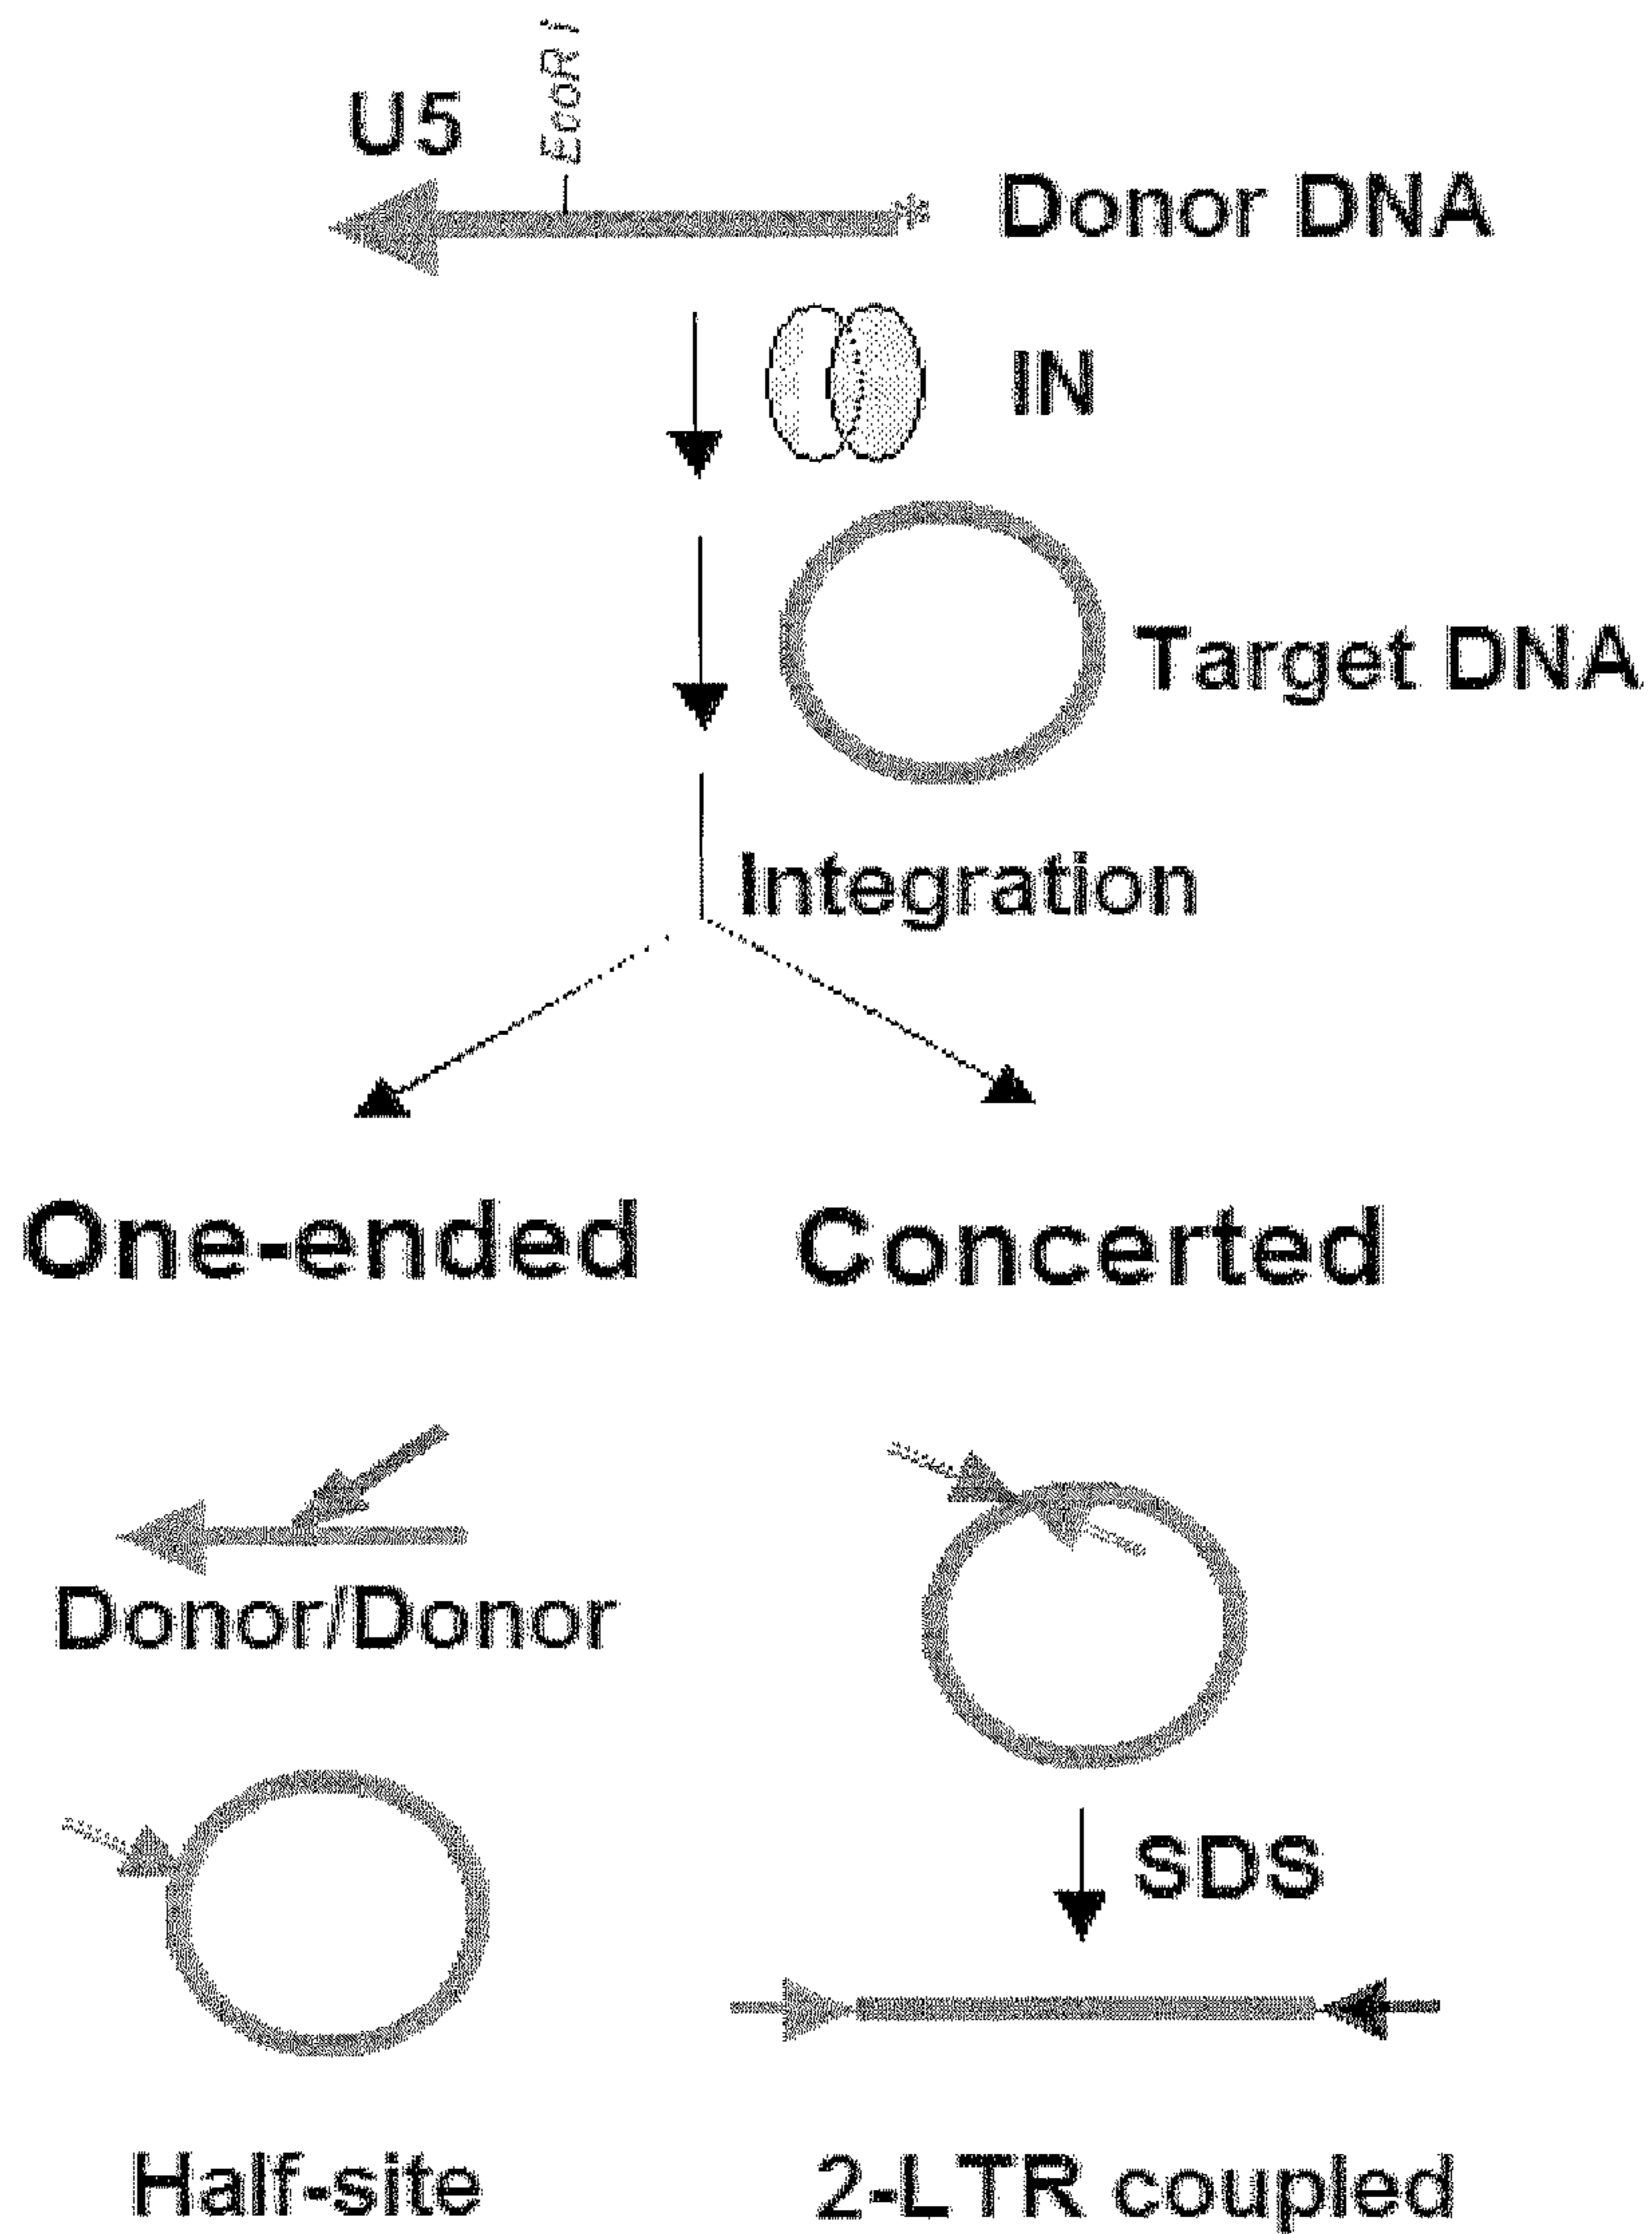 U5
EcoR I
Donor DNA
IN
Target DNA
Integration
One-ended
Concerted
Donor/Donor
SDS
Half-site
2-LTR coupled